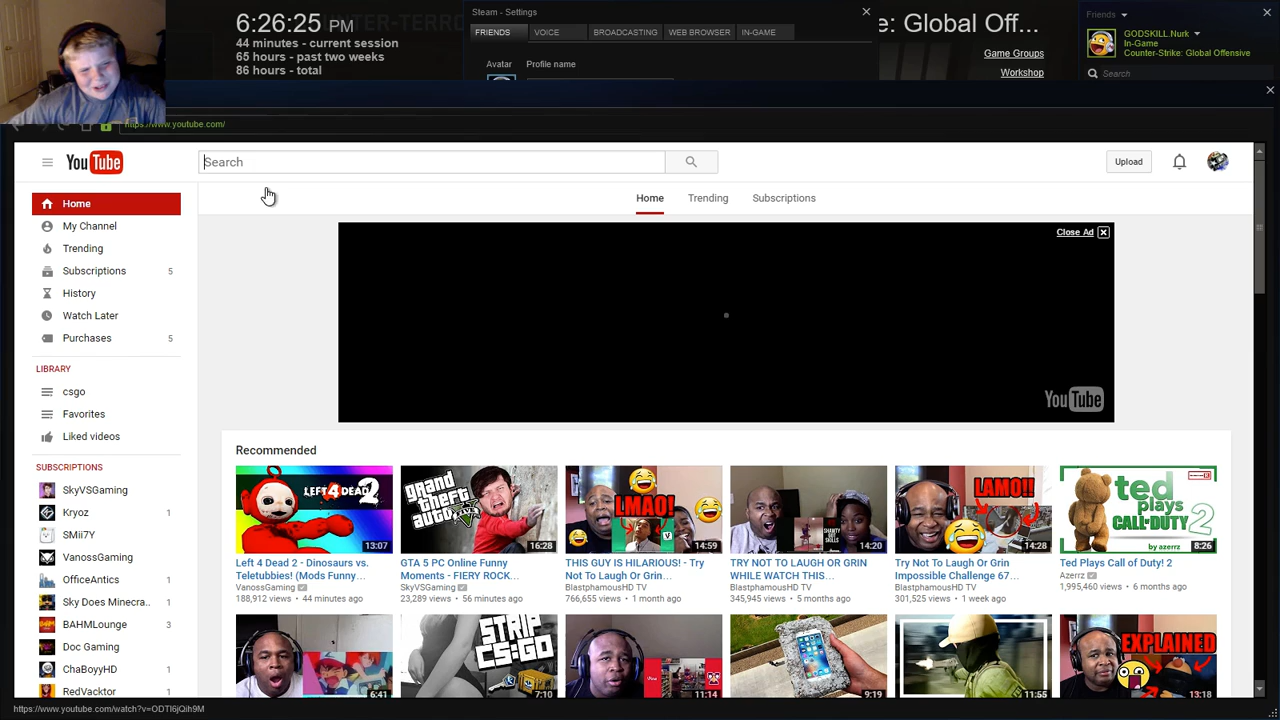 6:26:25 PM
44 minutes - current session
65 hours - past two weeks
86 hours - total
Steam - Settings
FRIENDS VOICE BROADCASTING WEB BROWSER IN-GAME
Avatar Profile name
e: Global Off...
Game Groups
Workshop
Friends
GODSKILL.Nurk
In-Game
Counter-Strike: Global Offensive
Search
https://www.youtube.com/
YouTube
Search
Upload
Home Trending Subscriptions
Home
My Channel
Trending
Subscriptions 5
History
Watch Later
Purchases 5
LIBRARY
csgo
Favorites
Liked videos
SUBSCRIPTIONS
SkyVSGaming
Kryoz 1
SMii7Y
VanossGaming
OfficeAntics 1
Sky Does Minecra.. 1
BAHMLounge 3
Doc Gaming
ChaBoyyHD 1
RedVacktor 1
Close Ad
YouTube
Recommended
LEFT 4 DEAD 2
13:07
Left 4 Dead 2 - Dinosaurs vs.
Teletubbies! (Mods Funny...
VanossGaming
188,912 views • 44 minutes ago
grand theft auto V
16:28
GTA 5 PC Online Funny
Moments - FIERY ROCK...
SkyVSGaming
23,289 views • 56 minutes ago
LMAO!
14:59
THIS GUY IS HILARIOUS! - Try
Not To Laugh Or Grin...
BlastphamousHD TV
766,655 views • 1 month ago
14:20
TRY NOT TO LAUGH OR GRIN
WHILE WATCH THIS...
BlastphamousHD TV
345,945 views • 5 months ago
LAMO!!
14:28
Try Not To Laugh Or Grin
Impossible Challenge 67...
BlastphamousHD TV
301,525 views • 1 week ago
ted
plays
CALL OF DUTY 2
by azerrz
8:26
Ted Plays Call of Duty! 2
Azerrz
1,995,460 views • 6 months ago
6:41
STRIP
CS:GO
7:10
11:14
9:19
11:55
EXPLAINED
13:18
https://www.youtube.com/watch?v=ODTI6jQih9M